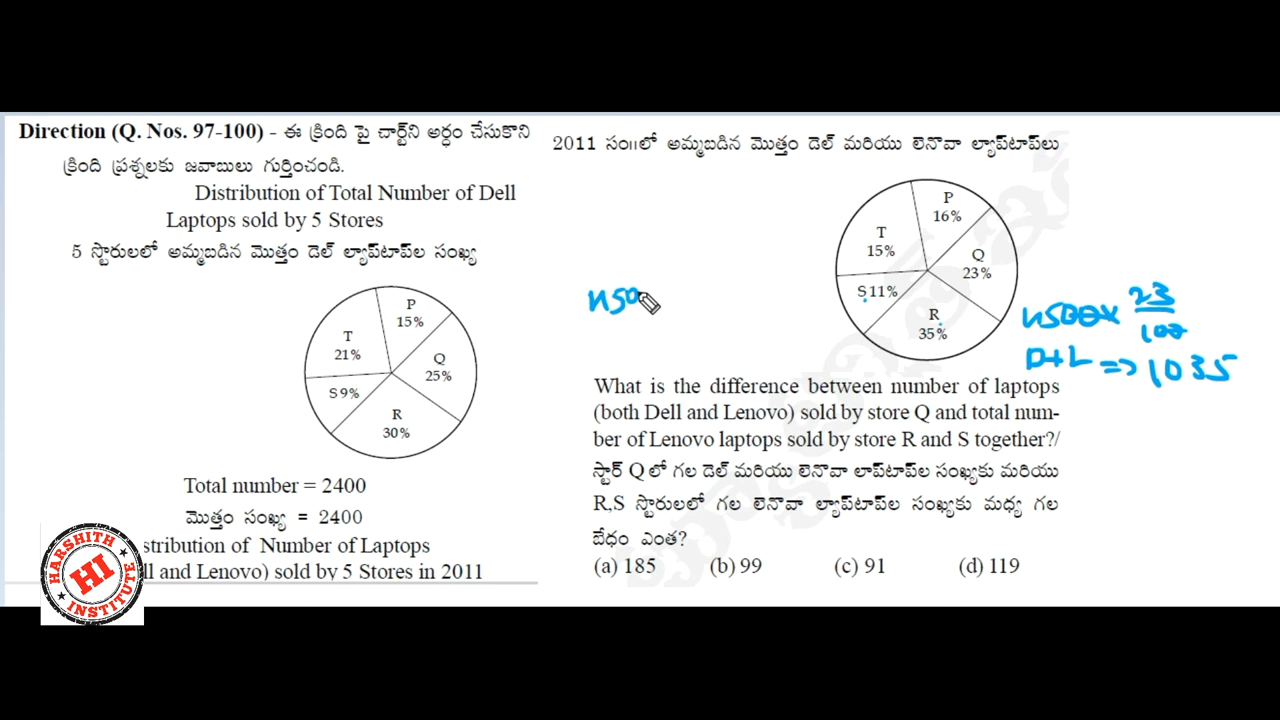 Direction (Q. Nos. 97-100) - ఈ క్రింది పై చార్ట్‌ని అర్ధం చేసుకొని
క్రింది ప్రశ్నలకు జవాబులు గుర్తించండి.
Distribution of Total Number of Dell
Laptops sold by 5 Stores
5 స్టొరులలో అమ్మబడిన మొత్తం డెల్ ల్యాప్‌టాప్‌ల సంఖ్య
P
15%
T
21%
Q
25%
S 9%
R
30%
Total number = 2400
మొత్తం సంఖ్య = 2400
stribution of Number of Laptops
ll and Lenovo) sold by 5 Stores in 2011
HARSHITH
HI
INSTITUTE
2011 సం॥లో అమ్మబడిన మొత్తం డెల్ మరియు లెనొవా ల్యాప్‌టాప్‌లు
P
16%
T
15%
Q
23%
S 11%
R
35%
450
4500 x 23
100
D+L => 1035
What is the difference between number of laptops
(both Dell and Lenovo) sold by store Q and total num-
ber of Lenovo laptops sold by store R and S together?/
స్టార్ Q లో గల డెల్ మరియు లెనొవా లాప్‌టాప్‌ల సంఖ్యకు మరియు
R,S స్టొరులలో గల లెనొవా ల్యాప్‌టాప్‌ల సంఖ్యకు మధ్య గల
బేధం ఎంత?
(a) 185 (b) 99 (c) 91 (d) 119